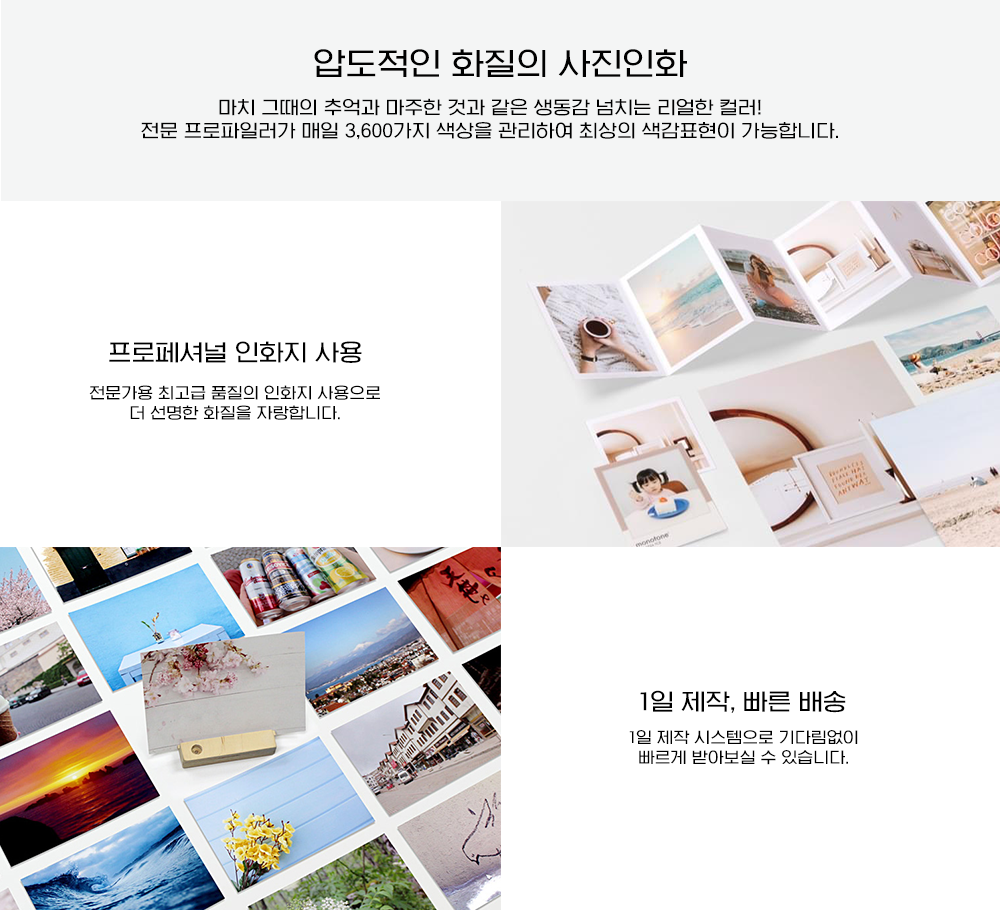 압도적인 화질의 사진인화
마치 그때의 추억과 마주한 것과 같은 생동감 넘치는 리얼한 컬러!
전문 프로파일러가 매일 3,600가지 색상을 관리하여 최상의 색감표현이 가능합니다.
프로페셔널 인화지 사용
전문가용 최고급 품질의 인화지 사용으로
더 선명한 화질을 자랑합니다.
monotone
1일 제작, 빠른 배송
1일 제작 시스템으로 기다림없이
빠르게 받아보실 수 있습니다.